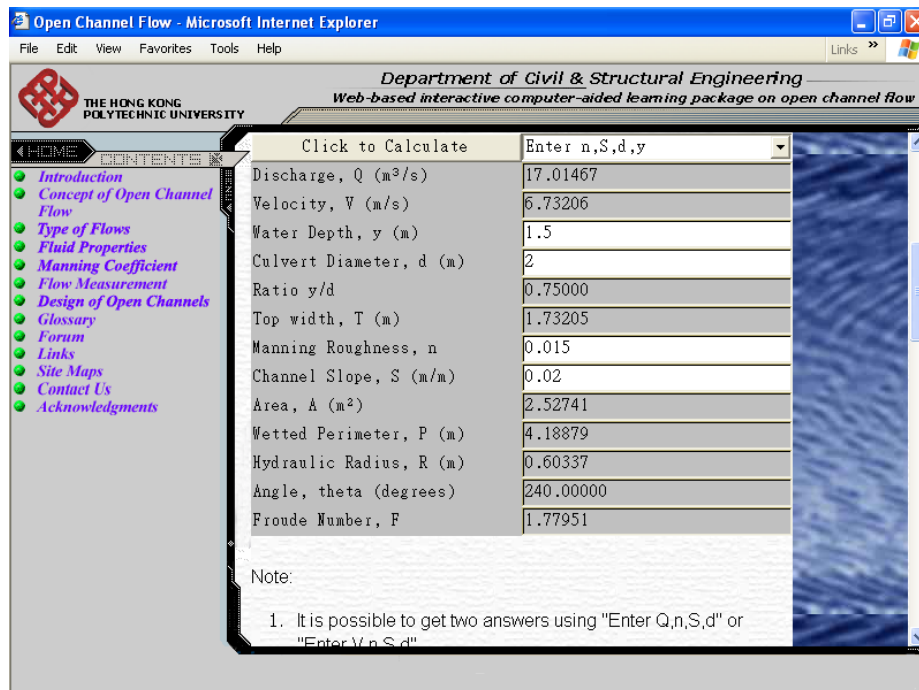 Open Channel Flow - Microsoft Internet Explorer
File Edit View Favorites Tools Help Links »
Department of Civil & Structural Engineering
THE HONG KONG
POLYTECHNIC UNIVERSITY
Web-based interactive computer-aided learning package on open channel flow
HOME
CONTENTS
Introduction
Concept of Open Channel
Flow
Type of Flows
Fluid Properties
Manning Coefficient
Flow Measurement
Design of Open Channels
Glossary
Forum
Links
Site Maps
Contact Us
Acknowledgments
Click to Calculate Enter n,S,d,y
Discharge, Q (m³/s) 17.01467
Velocity, V (m/s) 6.73206
Water Depth, y (m) 1.5
Culvert Diameter, d (m) 2
Ratio y/d 0.75000
Top width, T (m) 1.73205
Manning Roughness, n 0.015
Channel Slope, S (m/m) 0.02
Area, A (m²) 2.52741
Wetted Perimeter, P (m) 4.18879
Hydraulic Radius, R (m) 0.60337
Angle, theta (degrees) 240.00000
Froude Number, F 1.77951
Note:
1. It is possible to get two answers using "Enter Q,n,S,d" or
"Enter V,n,S,d"